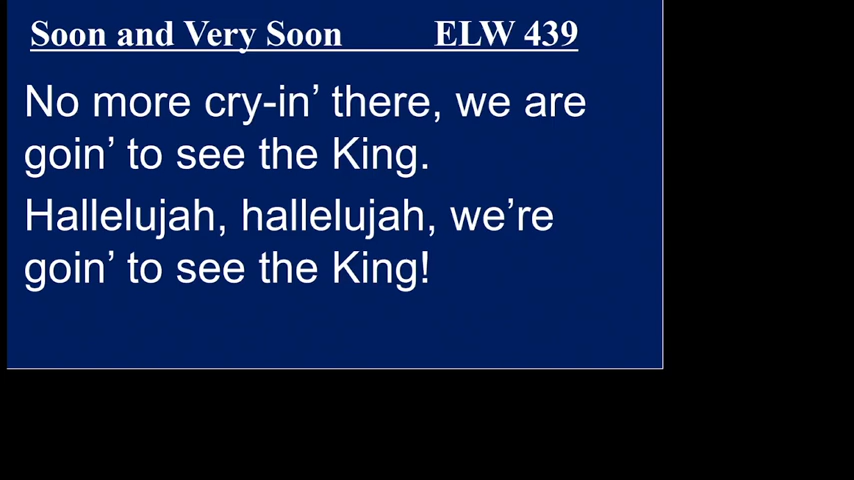 Soon and Very Soon ELW 439
No more cry-in’ there, we are
goin’ to see the King.
Hallelujah, hallelujah, we’re
goin’ to see the King!